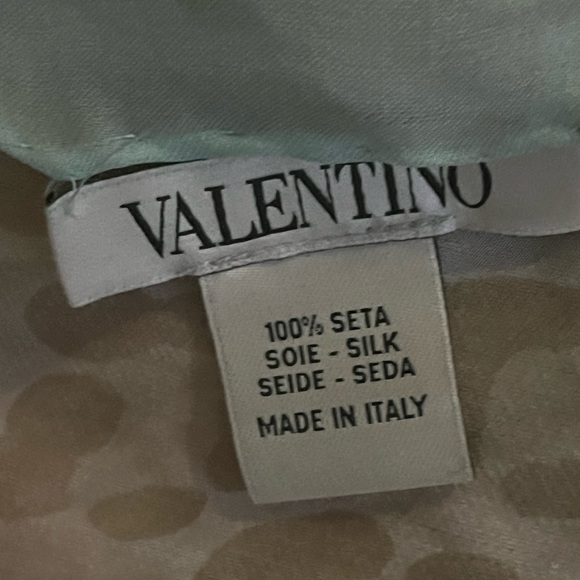 VALENTINO
100% SETA
SOIE - SILK
SEIDE - SEDA
MADE IN ITALY